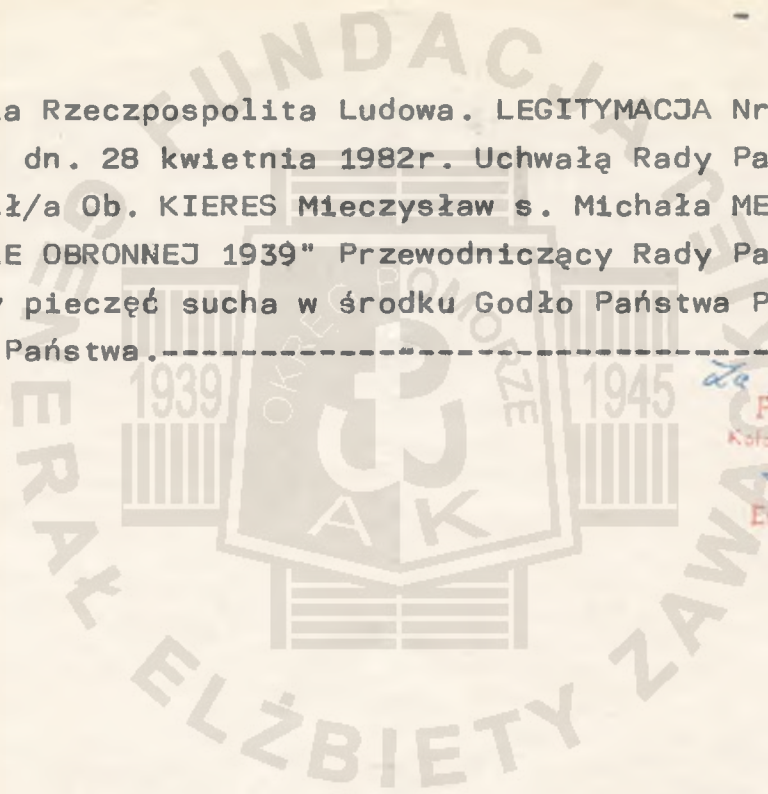 a Rzeczpospolita Ludowa. LEGITYMACJA Nr
dn. 28 kwietnia 1982r. Uchwałą Rady Pa
ł/a Ob. KIERES Mieczysław s. Michała ME
E OBRONNEJ 1939" Przewodniczący Rady Pa
pieczęć sucha w środku Godło Państwa P
Państwa.
FUNDACJA GENERAŁ ELŻBIETY ZAWACKIEJ
OKRĘG POMORZE
1939
1945
AK